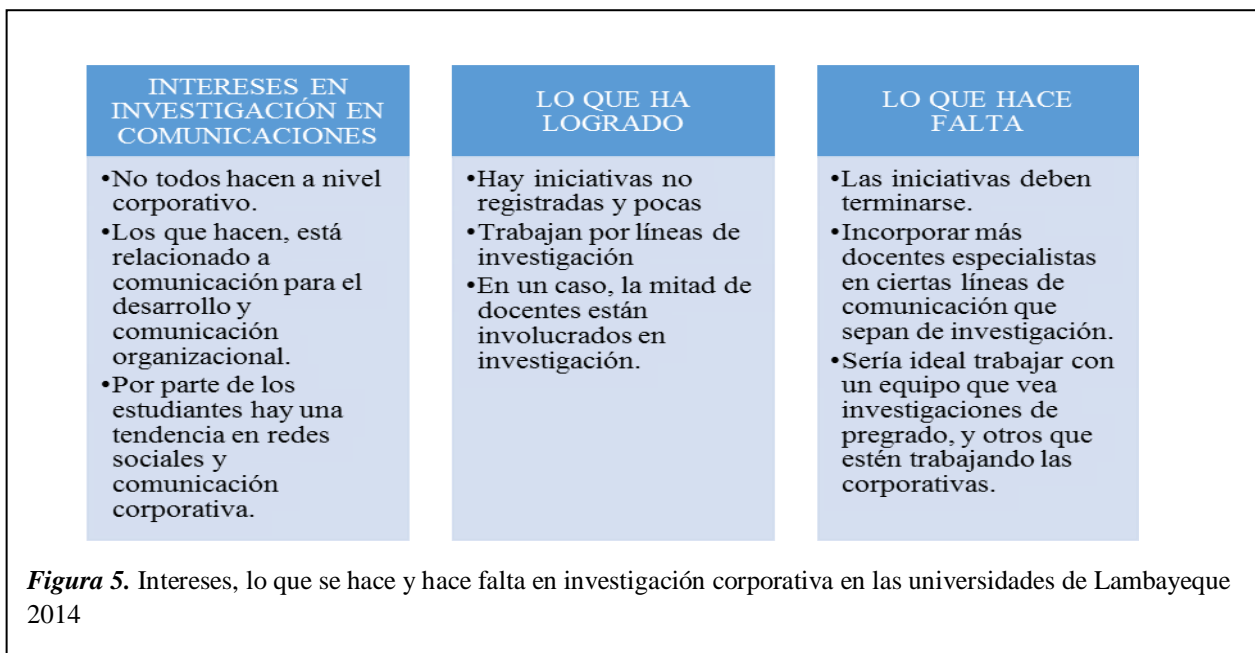 INTERESES EN
INVESTIGACIÓN EN
COMUNICACIONES
•No todos hacen a nivel
corporativo.
•Los que hacen, está
relacionado a
comunicación para el
desarrollo y
comunicación
organizacional.
•Por parte de los
estudiantes hay una
tendencia en redes
sociales y
comunicación
corporativa.
LO QUE HA
LOGRADO
•Hay iniciativas no
registradas y pocas
•Trabajan por líneas de
investigación
•En un caso, la mitad de
docentes están
involucrados en
investigación.
LO QUE HACE
FALTA
•Las iniciativas deben
terminarse.
•Incorporar más
docentes especialistas
en ciertas líneas de
comunicación que
sepan de investigación.
•Sería ideal trabajar con
un equipo que vea
investigaciones de
pregrado, y otros que
estén trabajando las
corporativas.
Figura 5. Intereses, lo que se hace y hace falta en investigación corporativa en las universidades de Lambayeque
2014